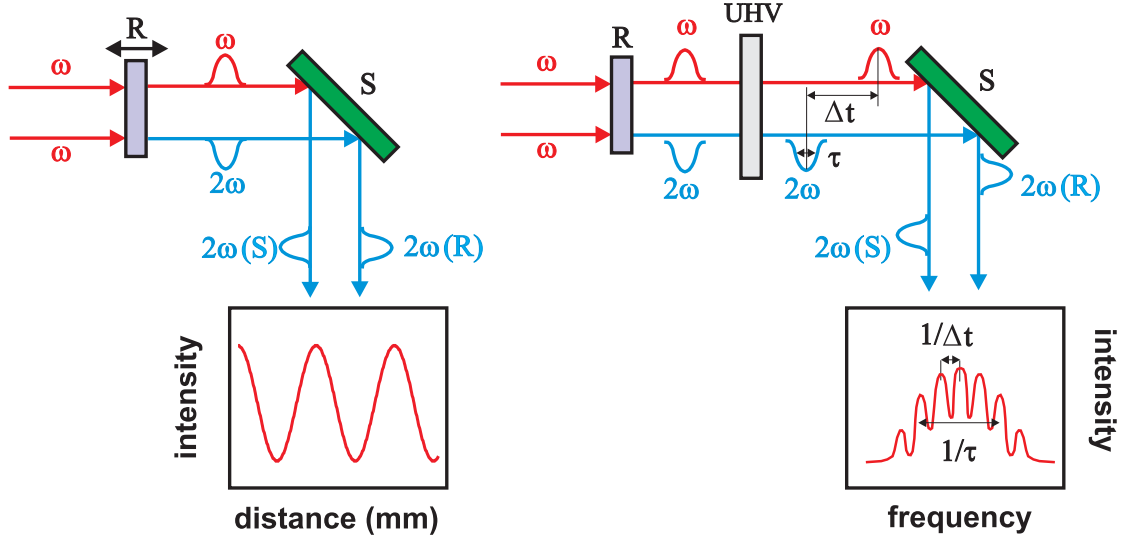 R
ω
ω
ω
2ω
S
2ω(S)
2ω(R)
intensity
distance (mm)
UHV
R
ω
ω
ω
ω
Δt
2ω
2ω
τ
S
2ω(R)
2ω(S)
1/Δt
1/τ
intensity
frequency